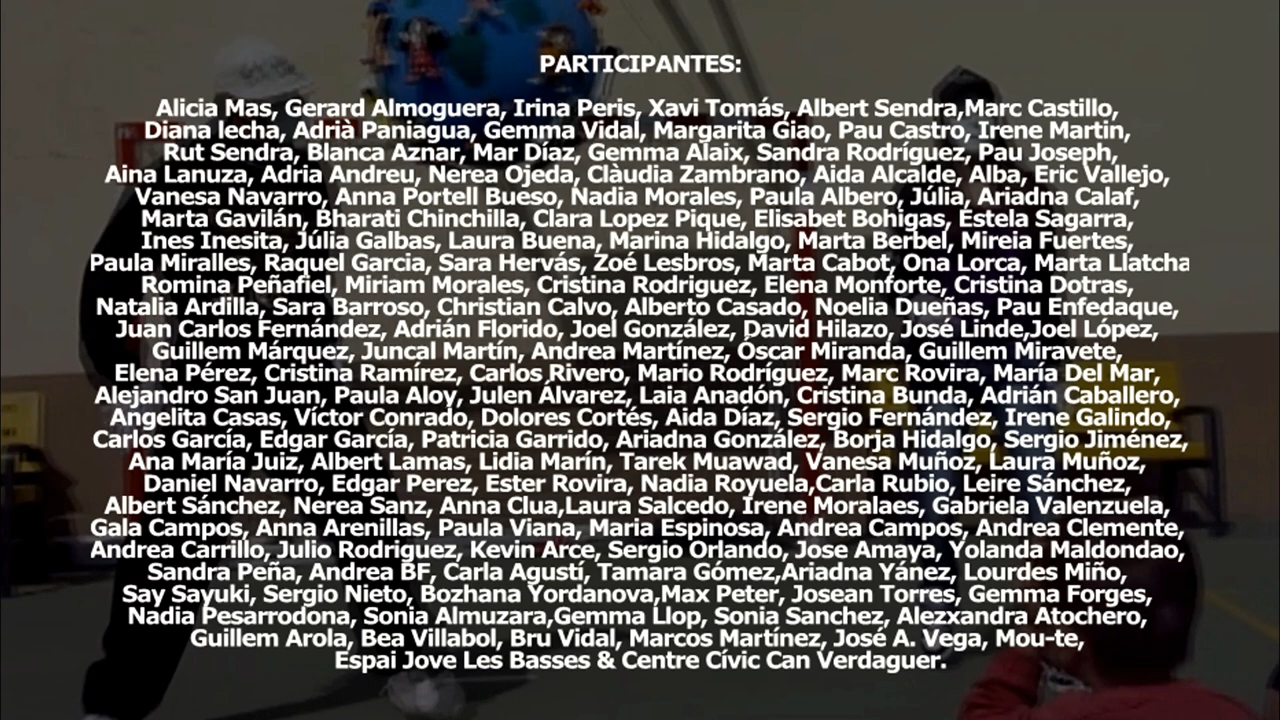 PARTICIPANTES:
Alicia Mas, Gerard Almoguera, Irina Peris, Xavi Tomás, Albert Sendra,Marc Castillo,
Diana lecha, Adrià Paniagua, Gemma Vidal, Margarita Giao, Pau Castro, Irene Martin,
Rut Sendra, Blanca Aznar, Mar Díaz, Gemma Alaix, Sandra Rodríguez, Pau Joseph,
Aina Lanuza, Adria Andreu, Nerea Ojeda, Clàudia Zambrano, Aida Alcalde, Alba, Eric Vallejo,
Vanesa Navarro, Anna Portell Bueso, Nadia Morales, Paula Albero, Júlia, Ariadna Calaf,
Marta Gavilán, Bharati Chinchilla, Clara Lopez Pique, Elisabet Bohigas, Estela Sagarra,
Ines Inesita, Júlia Galbas, Laura Buena, Marina Hidalgo, Marta Berbel, Mireia Fuertes,
Paula Miralles, Raquel Garcia, Sara Hervás, Zoé Lesbros, Marta Cabot, Ona Lorca, Marta Llatcha
Romina Peñafiel, Miriam Morales, Cristina Rodriguez, Elena Monforte, Cristina Dotras,
Natalia Ardilla, Sara Barroso, Christian Calvo, Alberto Casado, Noelia Dueñas, Pau Enfedaque,
Juan Carlos Fernández, Adrián Florido, Joel González, David Hilazo, José Linde,Joel López,
Guillem Márquez, Juncal Martín, Andrea Martínez, Óscar Miranda, Guillem Miravete,
Elena Pérez, Cristina Ramírez, Carlos Rivero, Mario Rodríguez, Marc Rovira, María Del Mar,
Alejandro San Juan, Paula Aloy, Julen Álvarez, Laia Anadón, Cristina Bunda, Adrián Caballero,
Angelita Casas, Víctor Conrado, Dolores Cortés, Aida Díaz, Sergio Fernández, Irene Galindo,
Carlos García, Edgar García, Patricia Garrido, Ariadna González, Borja Hidalgo, Sergio Jiménez,
Ana María Juiz, Albert Lamas, Lidia Marín, Tarek Muawad, Vanesa Muñoz, Laura Muñoz,
Daniel Navarro, Edgar Perez, Ester Rovira, Nadia Royuela,Carla Rubio, Leire Sánchez,
Albert Sánchez, Nerea Sanz, Anna Clua,Laura Salcedo, Irene Moralaes, Gabriela Valenzuela,
Gala Campos, Anna Arenillas, Paula Viana, Maria Espinosa, Andrea Campos, Andrea Clemente,
Andrea Carrillo, Julio Rodriguez, Kevin Arce, Sergio Orlando, Jose Amaya, Yolanda Maldondao,
Sandra Peña, Andrea BF, Carla Agustí, Tamara Gómez,Ariadna Yánez, Lourdes Miño,
Say Sayuki, Sergio Nieto, Bozhana Yordanova,Max Peter, Josean Torres, Gemma Forges,
Nadia Pesarrodona, Sonia Almuzara,Gemma Llop, Sonia Sanchez, Alezxandra Atochero,
Guillem Arola, Bea Villabol, Bru Vidal, Marcos Martínez, José A. Vega, Mou-te,
Espai Jove Les Basses & Centre Cívic Can Verdaguer.